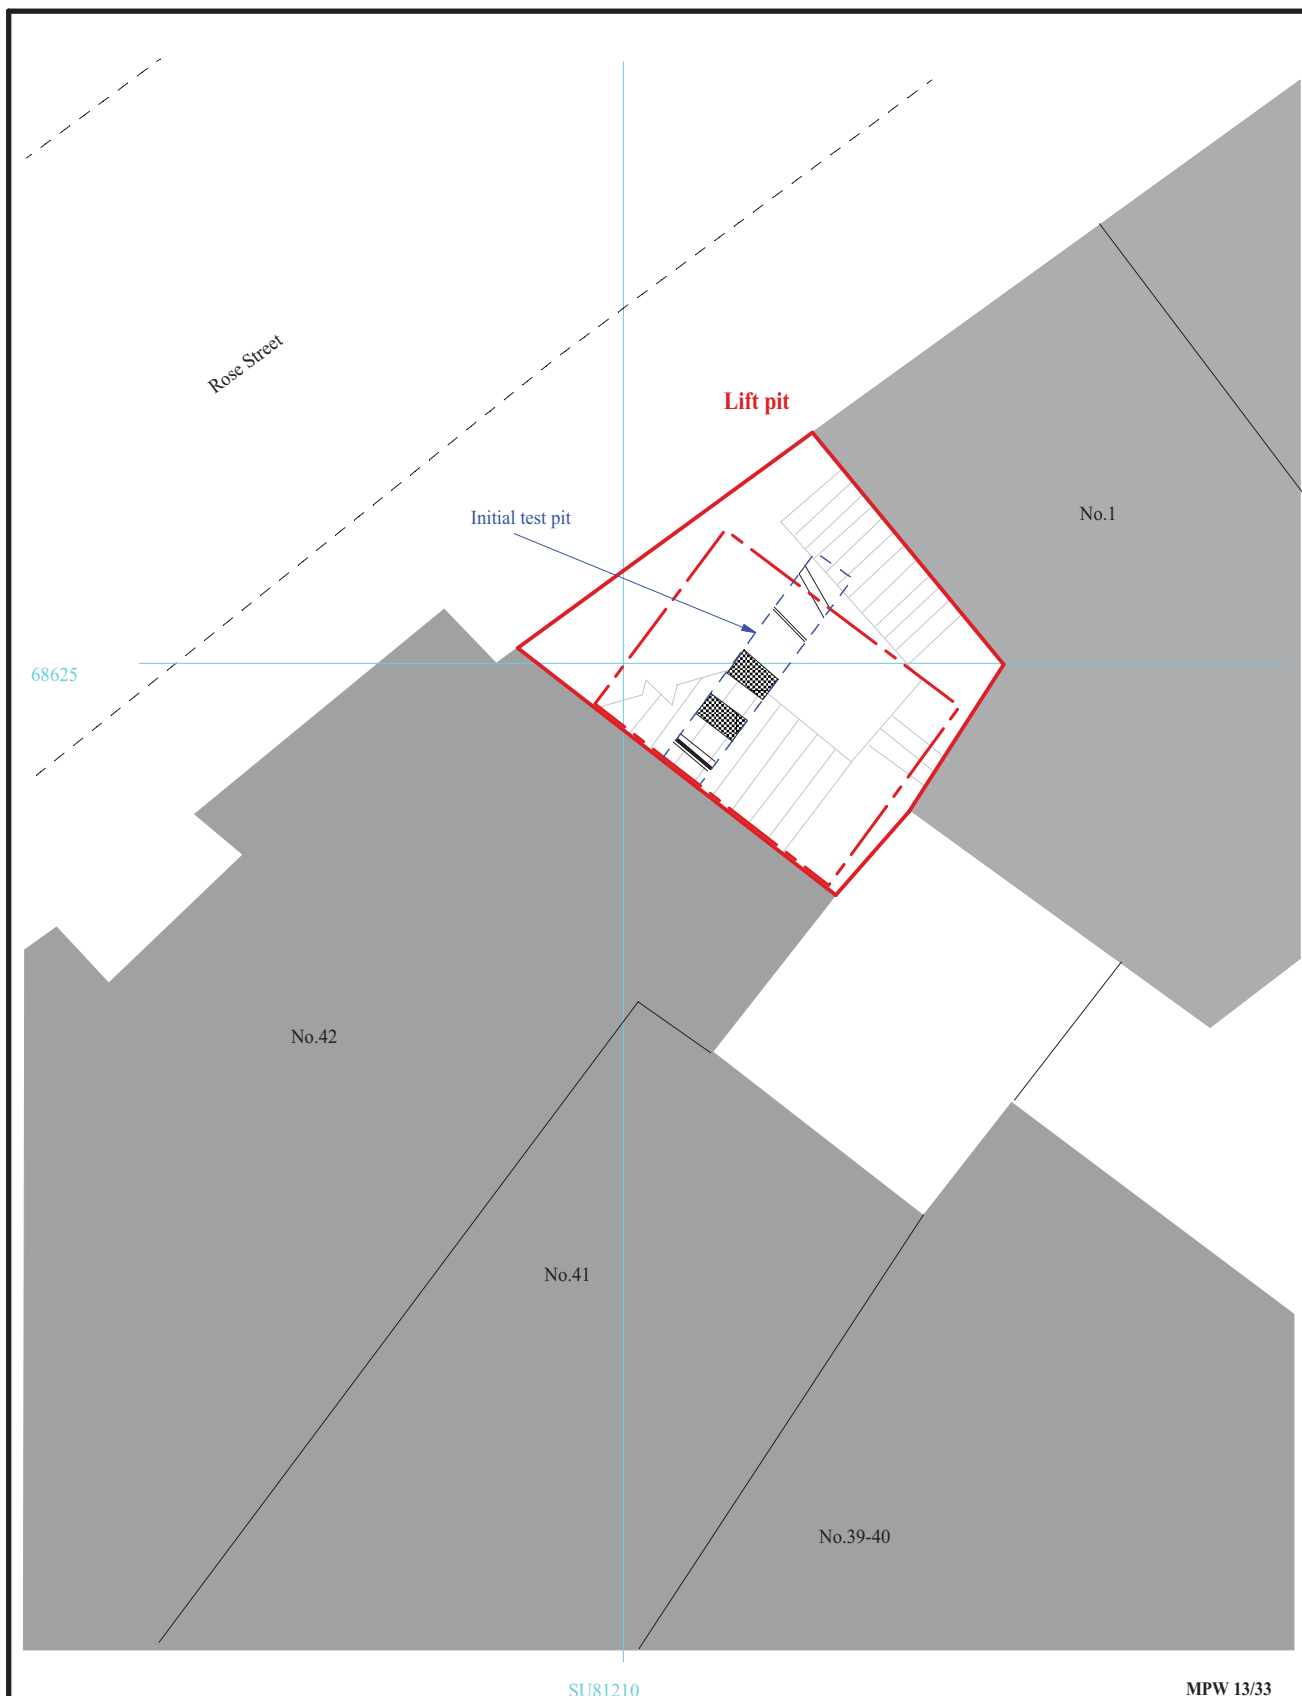 Rose Street
Lift pit
Initial test pit
No.1
68625
No.42
No.41
No.39-40
SU81210
MPW 13/33